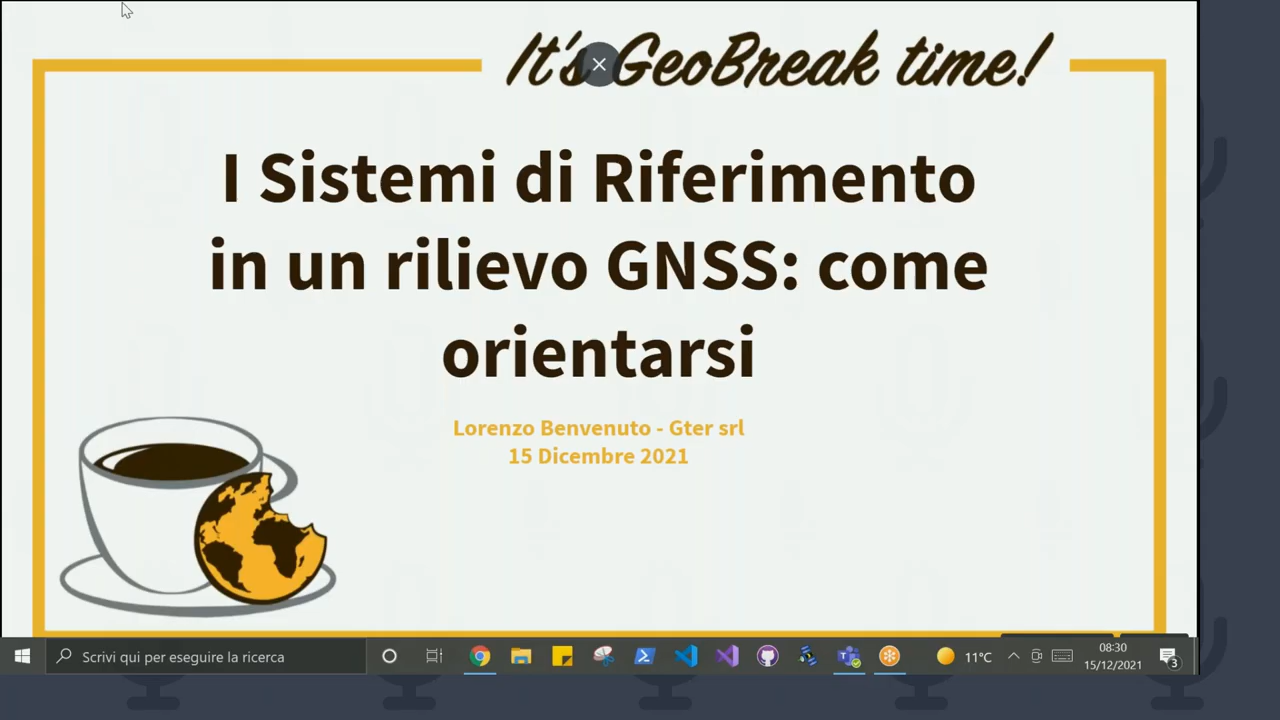 It's GeoBreak time!
I Sistemi di Riferimento
in un rilievo GNSS: come
orientarsi
Lorenzo Benvenuto - Gter srl
15 Dicembre 2021
Scrivi qui per eseguire la ricerca
11°C
08:30
15/12/2021
3